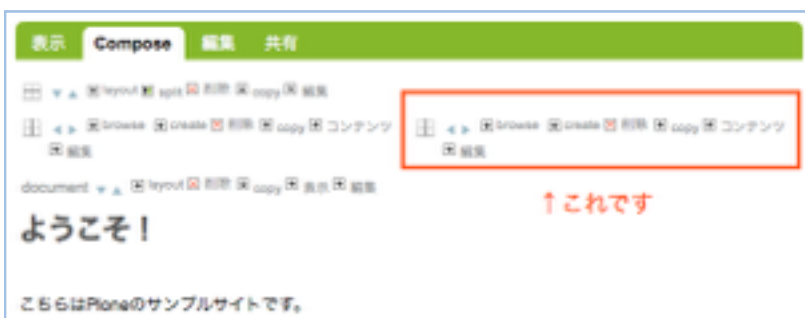 表示 Compose 編集 共有
layout split 削除 copy 編集
browse create 削除 copy コンテンツ
編集
browse create 削除 copy コンテンツ
編集
document layout 削除 copy 表示 編集
↑これです
ようこそ！
こちらはPloneのサンプルサイトです。